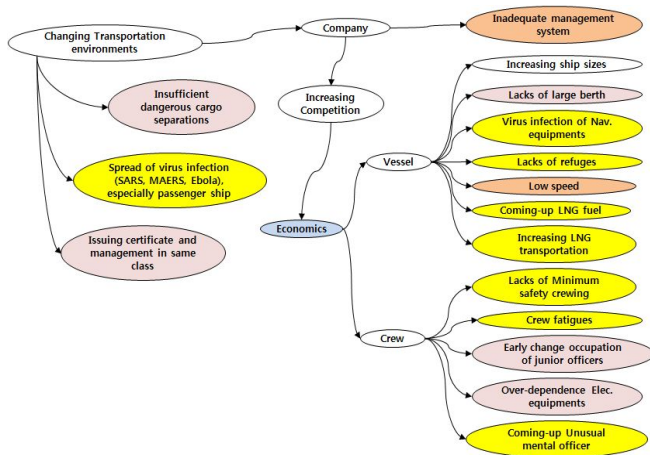 Changing Transportation
environments
Company
Inadequate management
system
Increasing ship sizes
Insufficient
dangerous cargo
separations
Increasing
Competition
Lacks of large berth
Virus infection of Nav.
equipments
Vessel
Lacks of refuges
Spread of virus infection
(SARS, MAERS, Ebola),
especially passenger ship
Low speed
Coming-up LNG fuel
Economics
Increasing LNG
transportation
Issuing certificate and
management in same
class
Lacks of Minimum
safety crewing
Crew fatigues
Crew
Early change occupation
of junior officers
Over-dependence Elec.
equipments
Coming-up Unusual
mental officer